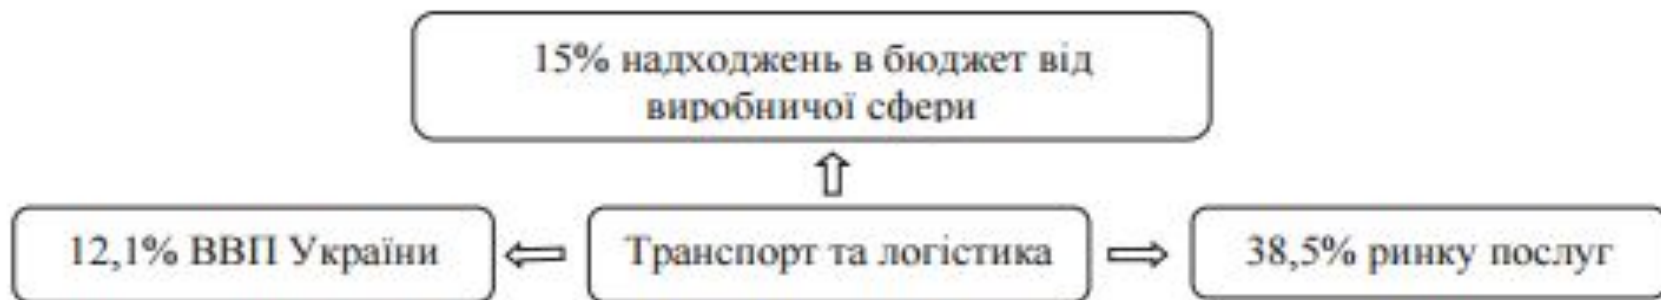 15% надходжень в бюджет від
виробничої сфери
12,1% ВВП України
Транспорт та логістика
38,5% ринку послуг